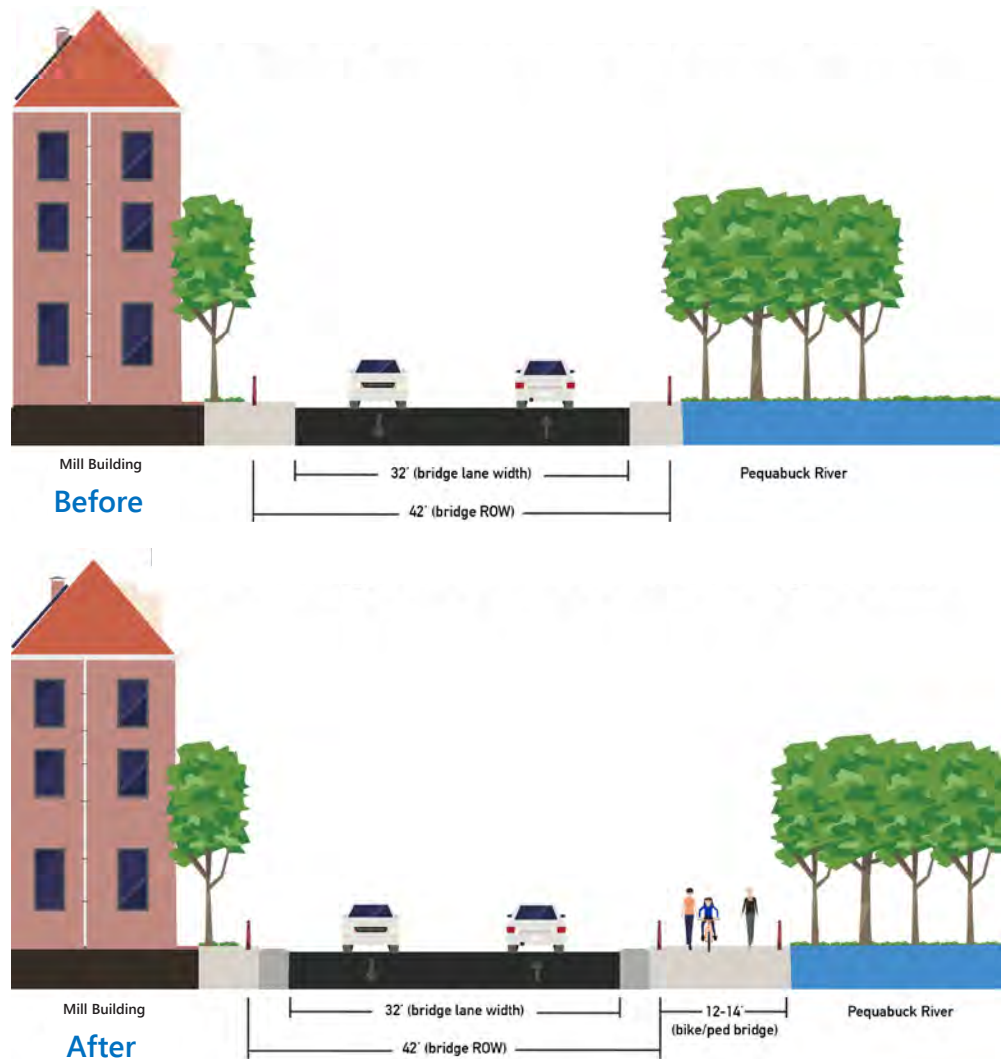 Mill Building
Before
32' (bridge lane width)
42' (bridge ROW)
Pequabuck River
Mill Building
After
32' (bridge lane width)
42' (bridge ROW)
12-14'
(bike/ped bridge)
Pequabuck River